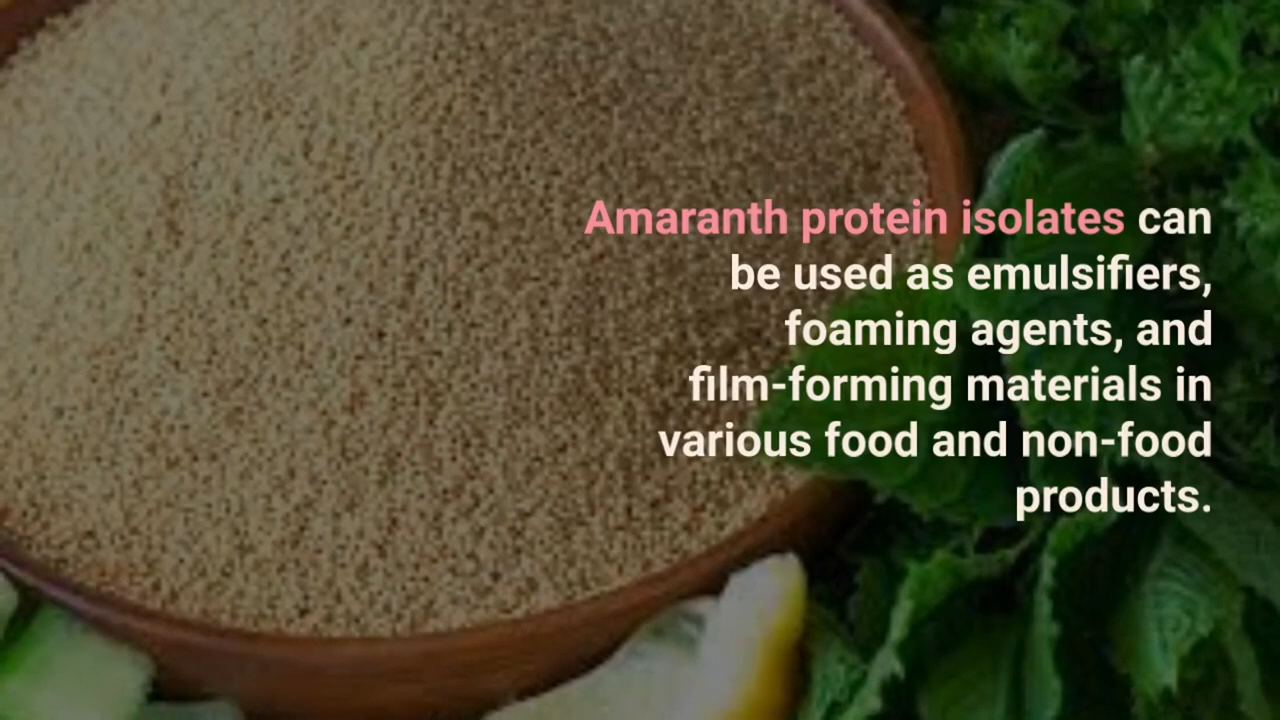 Amaranth protein isolates can
be used as emulsifiers,
foaming agents, and
film-forming materials in
various food and non-food
products.